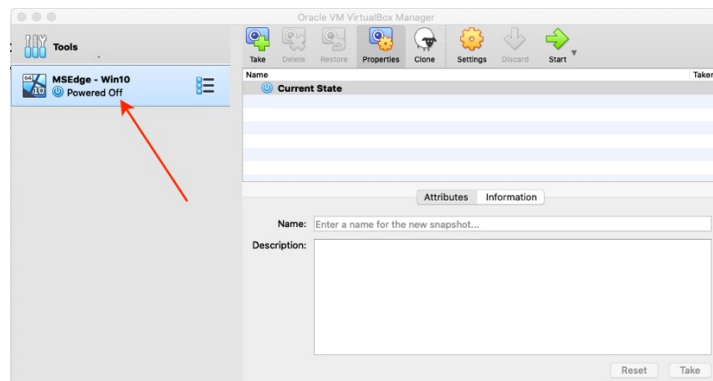 Oracle VM VirtualBox Manager
Tools
Take Delete Restore Properties Clone Settings Discard Start
MSEdge - Win10
Powered Off
Name Taken
Current State
Attributes Information
Name: Enter a name for the new snapshot...
Description:
Reset Take